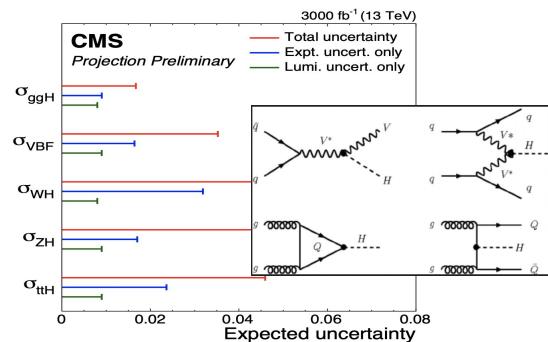 3000 fb⁻¹ (13 TeV)
CMS
Projection Preliminary
Total uncertainty
Expt. uncert. only
Lumi. uncert. only
σggH
σVBF
σWH
σZH
σttH
q̄
q
V*
V
H
q
q
V*
V*
H
q
q
g
g
Q
H
g
g
Q
H
Q̄
0
0.02
0.04
0.06
0.08
Expected uncertainty